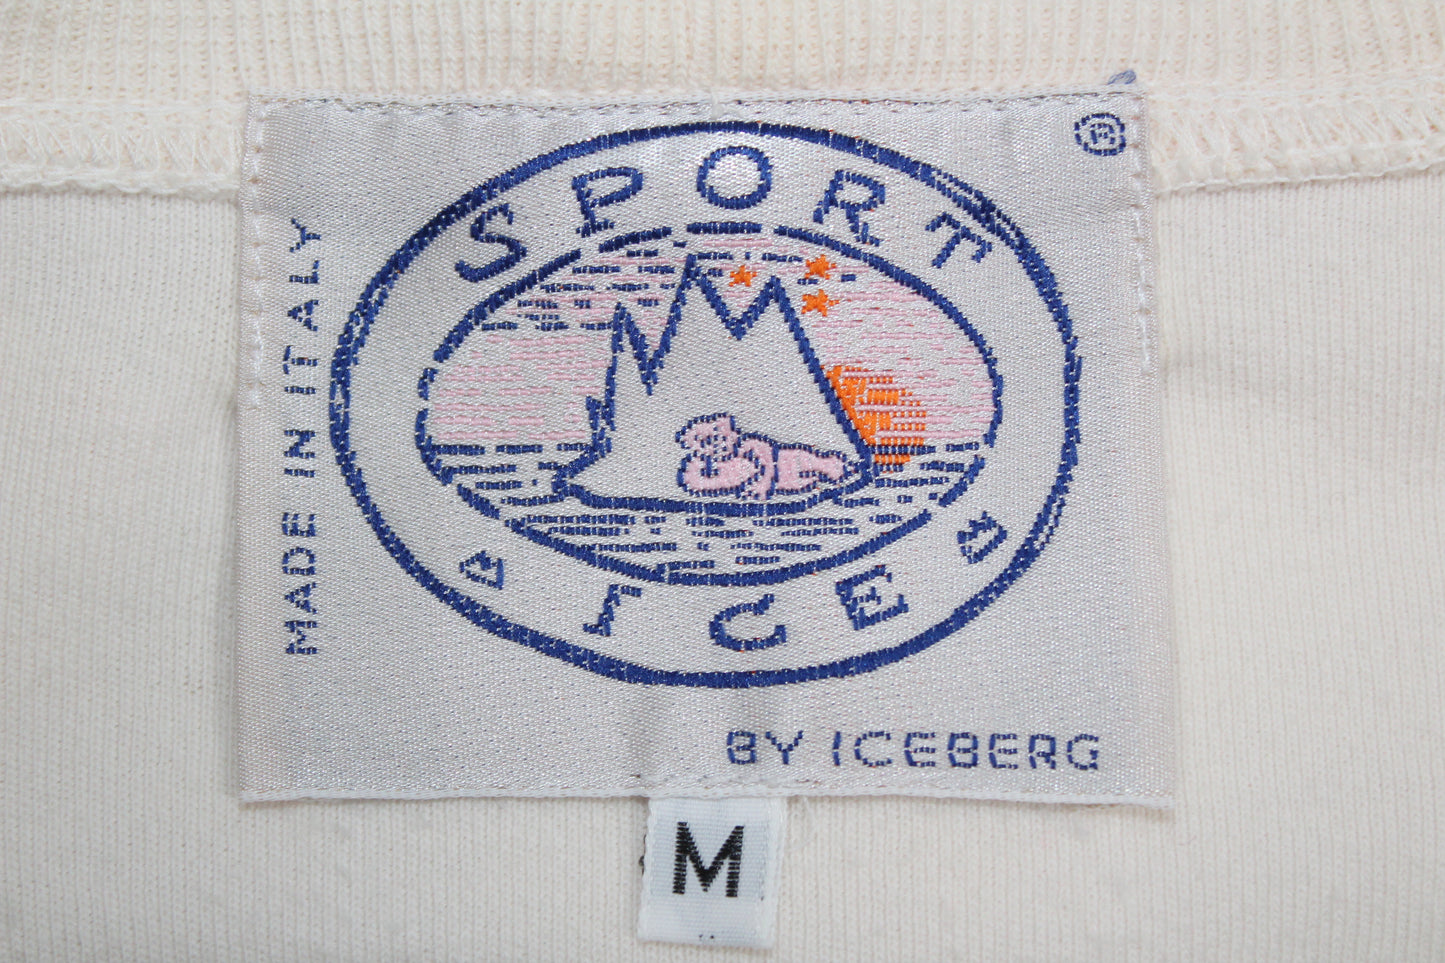 SPORT
ICE
®
MADE IN ITALY
BY ICEBERG
M